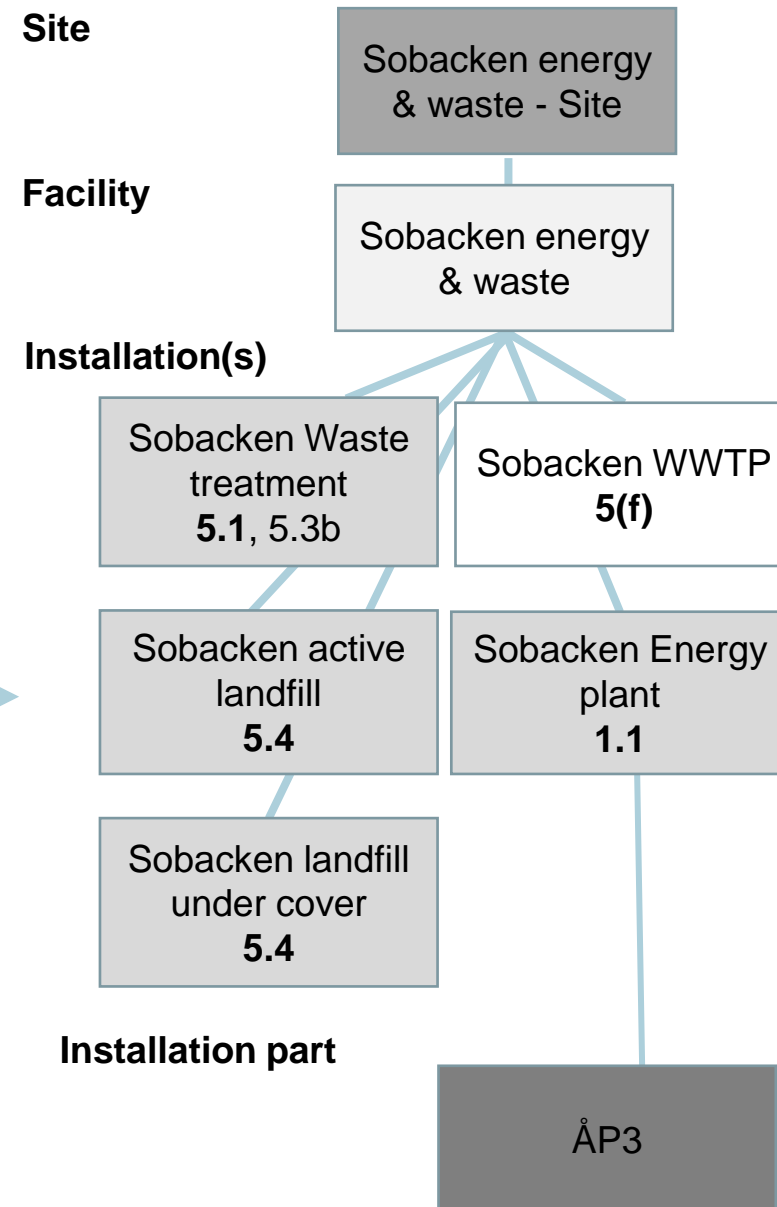 Site
Sobacken energy
& waste - Site
Facility
Sobacken energy
& waste
Installation(s)
Sobacken Waste
treatment
5.1, 5.3b
Sobacken WWTP
5(f)
Sobacken active
landfill
5.4
Sobacken Energy
plant
1.1
Sobacken landfill
under cover
5.4
Installation part
ÅP3